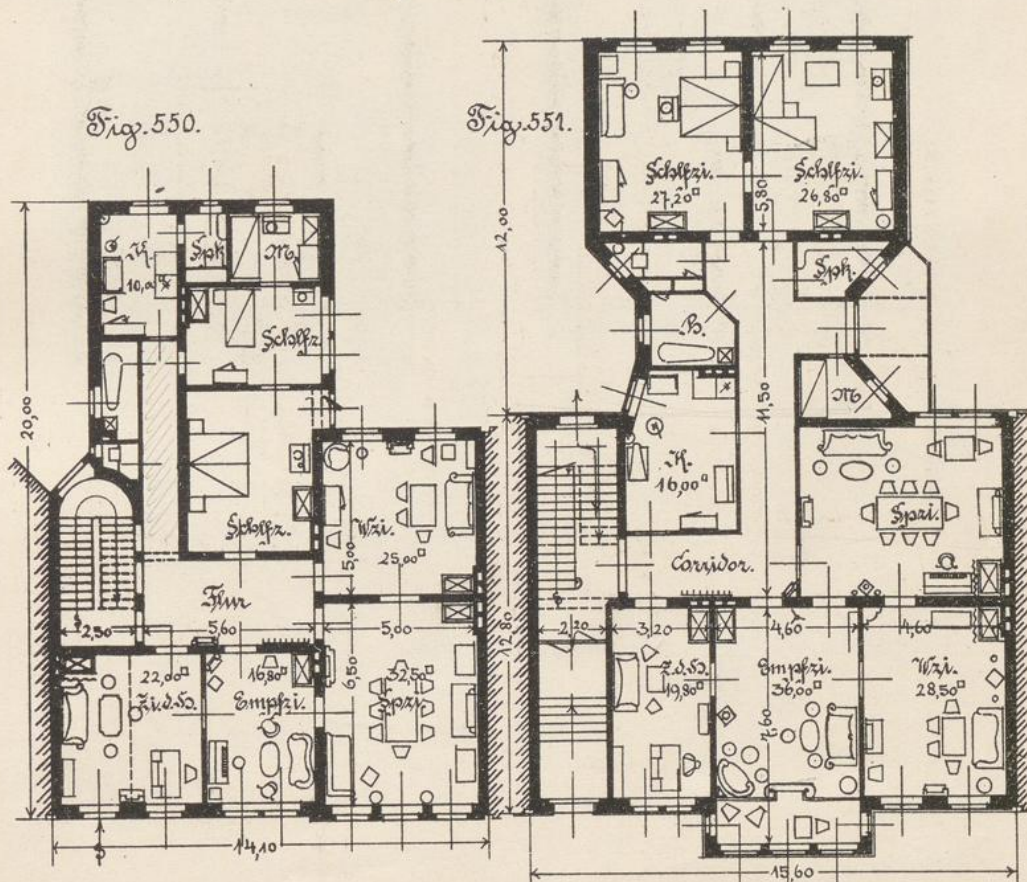 Fig. 550.
K.
10,0
Spk.
M.
Schlfz.
20,00
Schlfz.
Wzi.
25,00□
5,00
Flur
2,50
5,60
5,00
22,00□
Zi.d.H.
16,80□
Empfzi.
6,50
32,50□
Spzi.
14,10
Fig. 551.
12,00
Schlfzi.
27,20□
Schlfzi.
26,80□
5,80
Spk.
B.
11,50
M
K.
16,00□
Spzi.
Corridor.
12,80
2,20
3,20
4,60
4,60
Z.d.H.
19,80□
Empfzi.
36,00□
7,60
Wzi.
28,50□
15,60